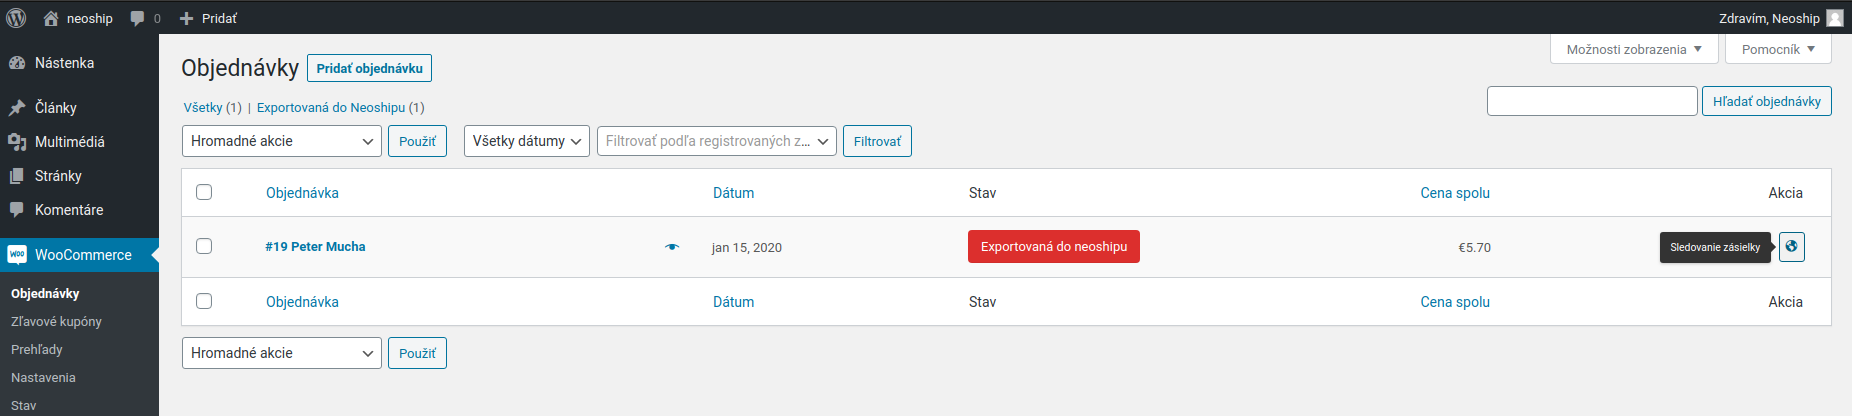 neoship 0 Pridať Zdravím, Neoship
Možnosti zobrazenia Pomocník
Nástenka
Články
Multimédiá
Stránky
Komentáre
WooCommerce
Objednávky
Zľavové kupóny
Prehľady
Nastavenia
Stav
Objednávky Pridať objednávku
Všetky (1) | Exportovaná do Neoshipu (1)
Hľadať objednávky
Hromadné akcie Použiť Všetky dátumy Filtrovať podľa registrovaných z... Filtrovať
Objednávka Dátum Stav Cena spolu Akcia
#19 Peter Mucha jan 15, 2020 Exportovaná do neoshipu €5.70 Sledovanie zásielky
Objednávka Dátum Stav Cena spolu Akcia
Hromadné akcie Použiť